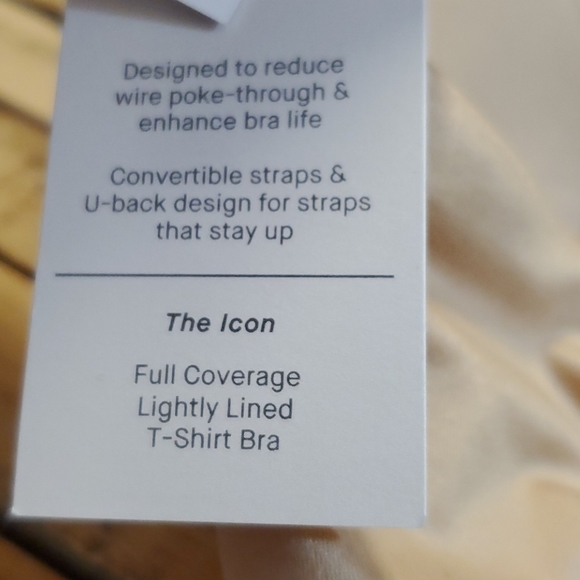 Designed to reduce
wire poke-through &
enhance bra life
Convertible straps &
U-back design for straps
that stay up
The Icon
Full Coverage
Lightly Lined
T-Shirt Bra